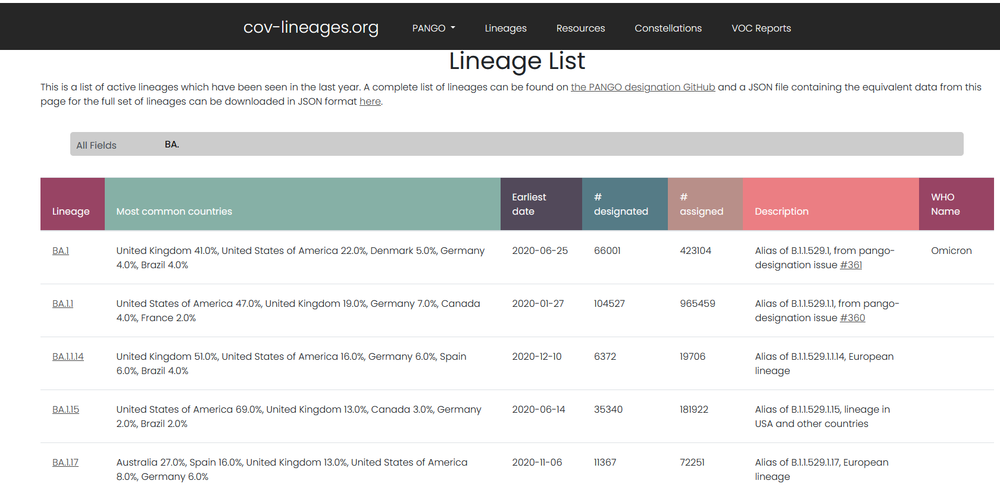 cov-lineages.org PANGO Lineages Resources Constellations VOC Reports
Lineage List
This is a list of active lineages which have been seen in the last year. A complete list of lineages can be found on the PANGO designation GitHub and a JSON file containing the equivalent data from this
page for the full set of lineages can be downloaded in JSON format here.
All Fields BA.
Lineage
Most common countries
Earliest
date
#
designated
#
assigned
Description
WHO
Name
BA.1
United Kingdom 41.0%, United States of America 22.0%, Denmark 5.0%, Germany
4.0%, Brazil 4.0%
2020-06-25
66001
423104
Alias of B.1.1.529.1, from pango-
designation issue #361
Omicron
BA.1.1
United States of America 47.0%, United Kingdom 19.0%, Germany 7.0%, Canada
4.0%, France 2.0%
2020-01-27
104527
965459
Alias of B.1.1.529.1.1, from pango-
designation issue #360
BA.1.1.14
United Kingdom 51.0%, United States of America 16.0%, Germany 6.0%, Spain
6.0%, Brazil 4.0%
2020-12-10
6372
19706
Alias of B.1.1.529.1.1.14, European
lineage
BA.1.15
United States of America 69.0%, United Kingdom 13.0%, Canada 3.0%, Germany
2.0%, Brazil 2.0%
2020-06-14
35340
181922
Alias of B.1.1.529.1.15, lineage in
USA and other countries
BA.1.17
Australia 27.0%, Spain 16.0%, United Kingdom 13.0%, United States of America
8.0%, Germany 6.0%
2020-11-06
11367
72251
Alias of B.1.1.529.1.17, European
lineage